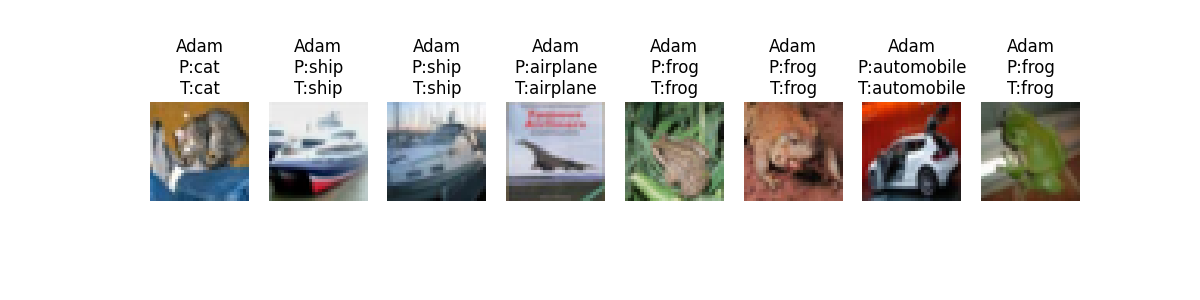 Adam
P:cat
T:cat
Adam
P:ship
T:ship
Adam
P:ship
T:ship
Adam
P:airplane
T:airplane
Adam
P:frog
T:frog
Adam
P:frog
T:frog
Adam
P:automobile
T:automobile
Adam
P:frog
T:frog